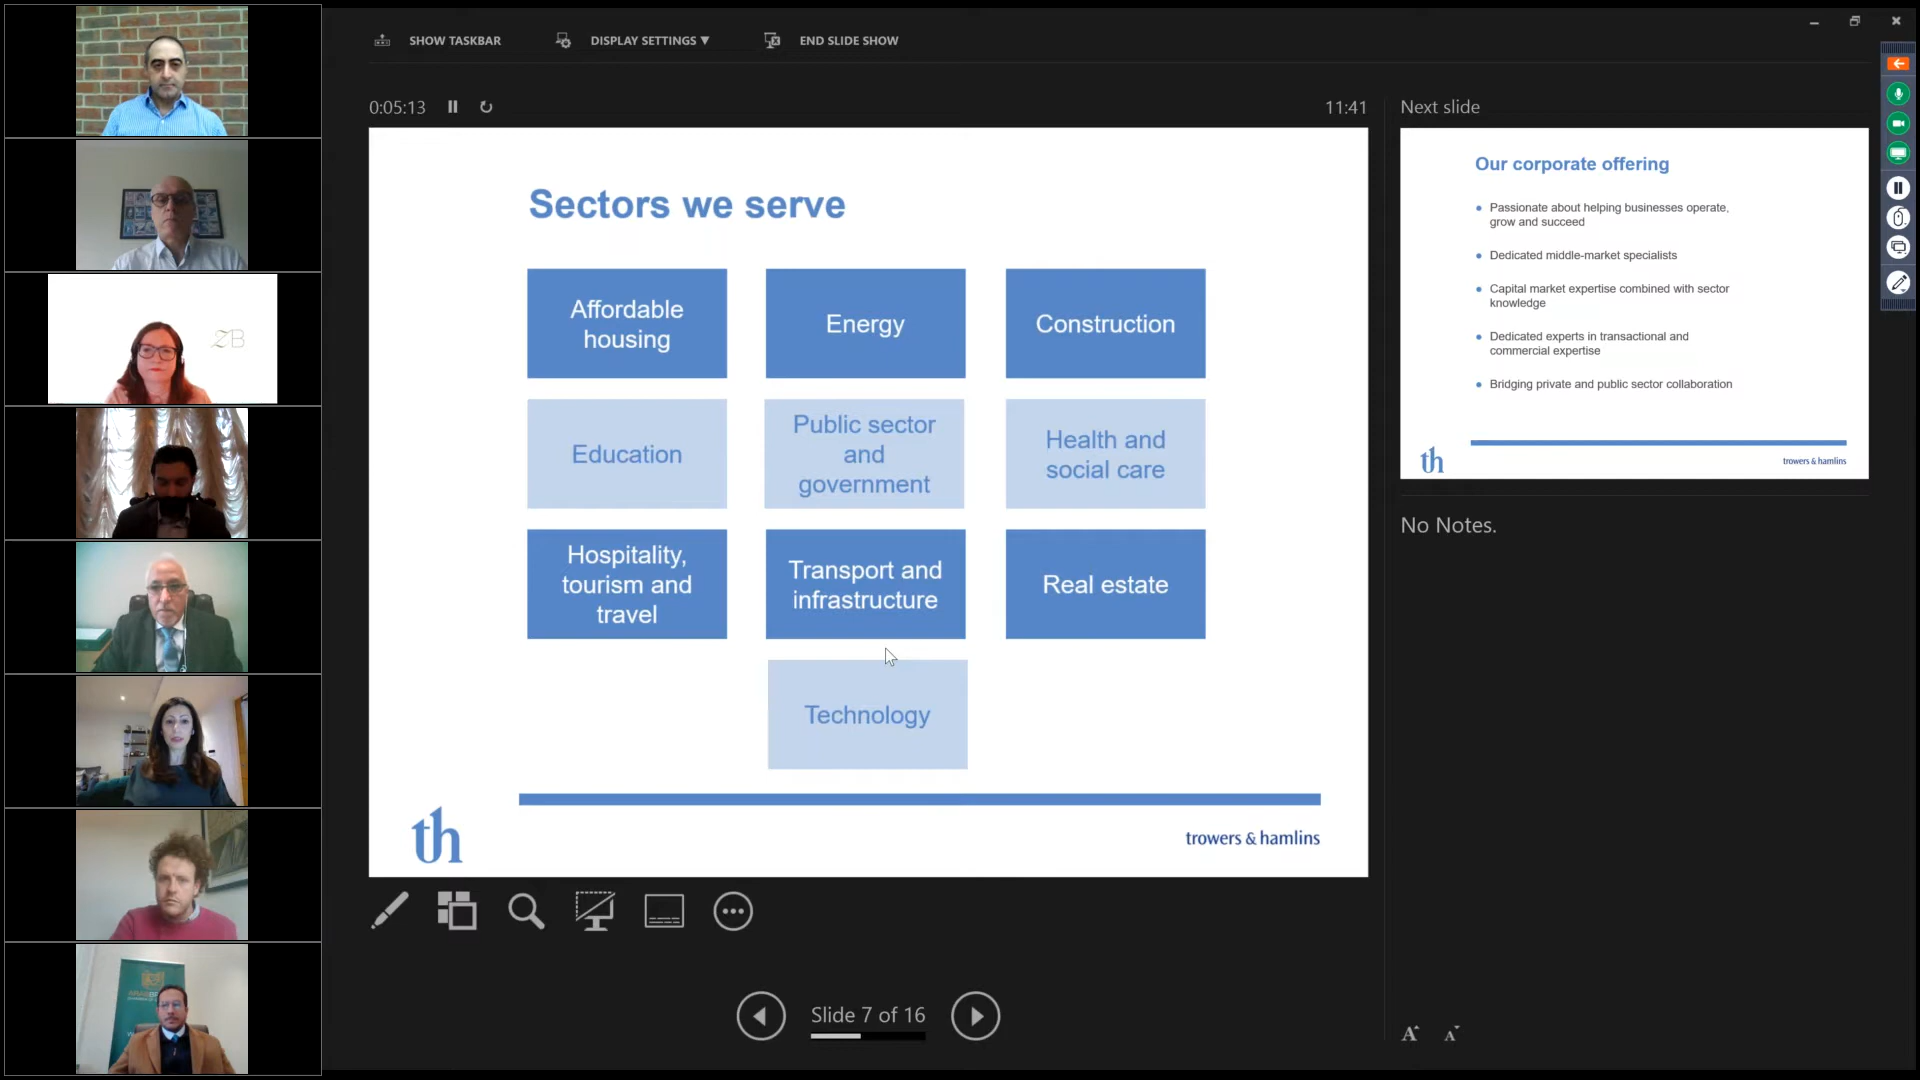 SHOW TASKBAR
DISPLAY SETTINGS ▼
END SLIDE SHOW
0:05:13
11:41
Next slide
Sectors we serve
Affordable
housing
Energy
Construction
Education
Public sector
and
government
Health and
social care
Hospitality,
tourism and
travel
Transport and
infrastructure
Real estate
Technology
th
trowers & hamlins
Our corporate offering
• Passionate about helping businesses operate,
grow and succeed
• Dedicated middle-market specialists
• Capital market expertise combined with sector
knowledge
• Dedicated experts in transactional and
commercial expertise
• Bridging private and public sector collaboration
th
trowers & hamlins
No Notes.
Slide 7 of 16
A A
ZB